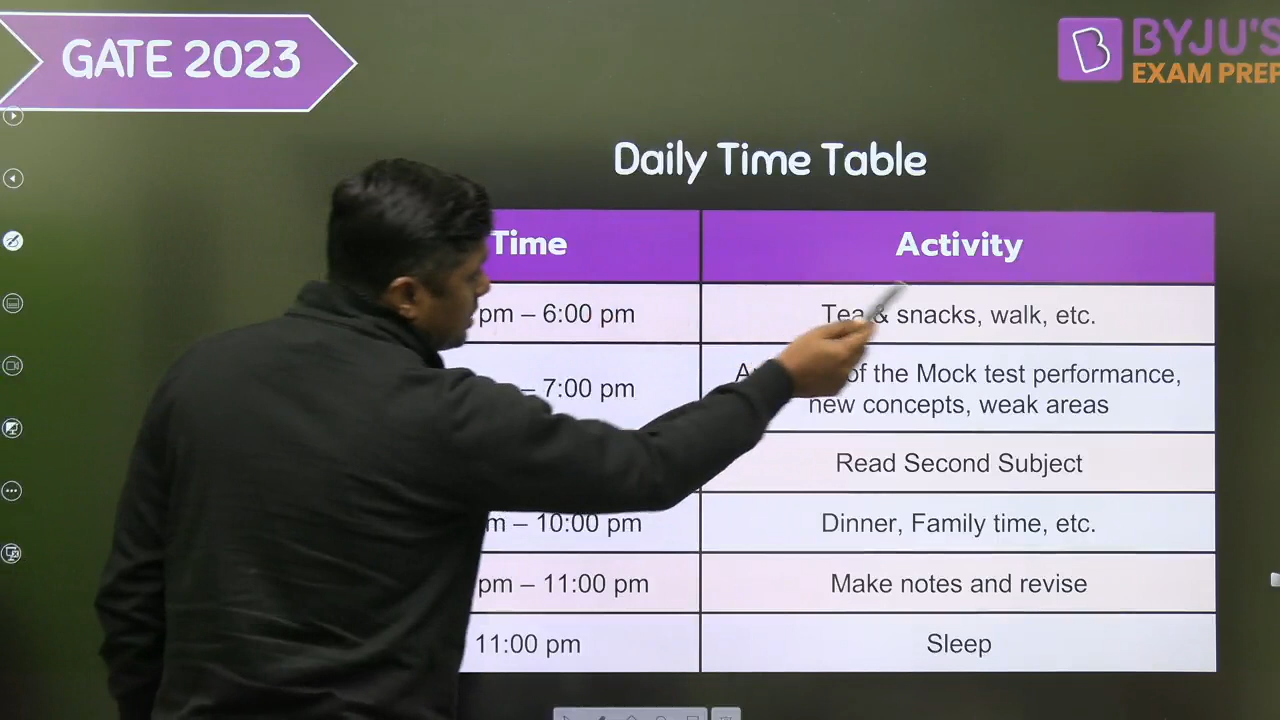 GATE 2023
BYJU'S
EXAM PREP
Daily Time Table
Time Activity
pm – 6:00 pm Tea & snacks, walk, etc.
– 7:00 pm of the Mock test performance,
new concepts, weak areas
Read Second Subject
– 10:00 pm Dinner, Family time, etc.
pm – 11:00 pm Make notes and revise
11:00 pm Sleep